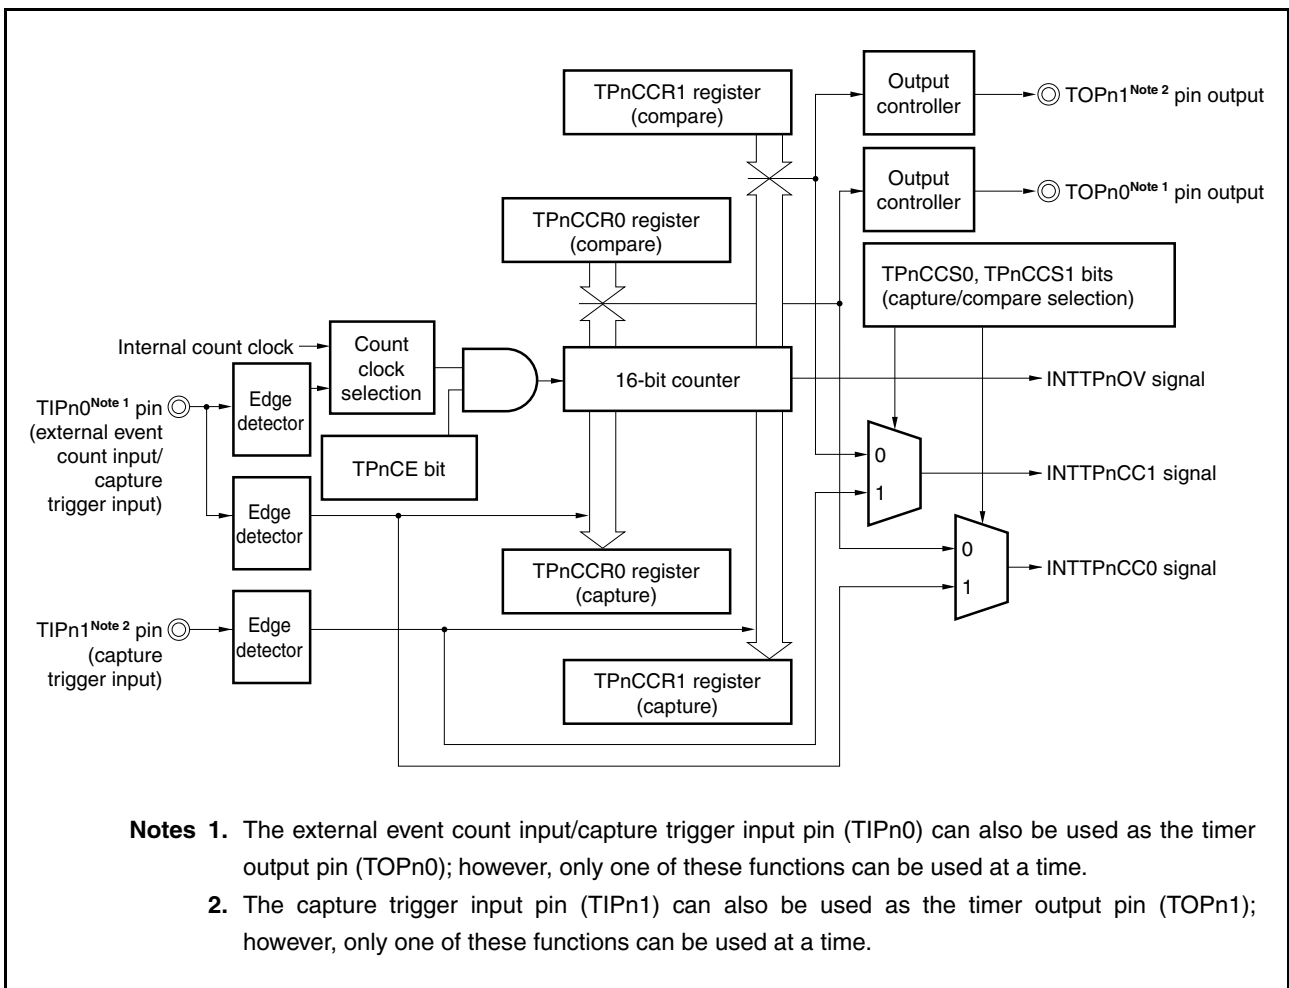 TPnCCR1 register
(compare)
Output
controller
TOPn1Note 2 pin output
Output
controller
TOPn0Note 1 pin output
TPnCCR0 register
(compare)
TPnCCS0, TPnCCS1 bits
(capture/compare selection)
Internal count clock
Count
clock
selection
16-bit counter
INTTPnOV signal
TIPn0Note 1 pin
(external event
count input/
capture
trigger input)
Edge
detector
TPnCE bit
0
1
INTTPnCC1 signal
Edge
detector
0
1
INTTPnCC0 signal
TPnCCR0 register
(capture)
TIPn1Note 2 pin
(capture
trigger input)
Edge
detector
TPnCCR1 register
(capture)
Notes 1. The external event count input/capture trigger input pin (TIPn0) can also be used as the timer
output pin (TOPn0); however, only one of these functions can be used at a time.
2. The capture trigger input pin (TIPn1) can also be used as the timer output pin (TOPn1);
however, only one of these functions can be used at a time.